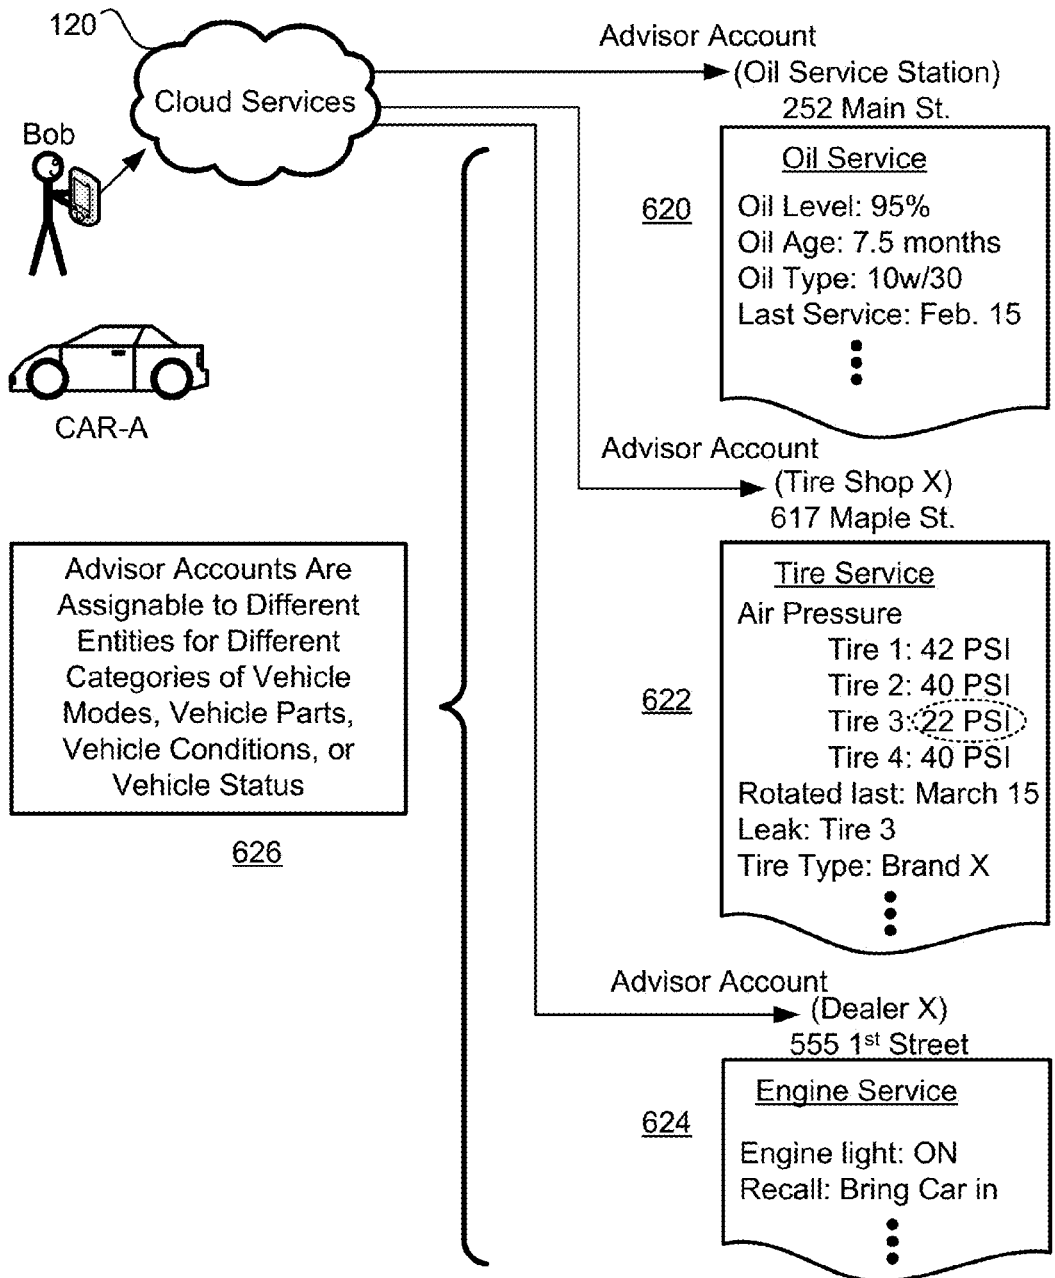 120
Cloud Services
Bob
CAR-A
Advisor Account
(Oil Service Station)
252 Main St.
620
Oil Service
Oil Level: 95%
Oil Age: 7.5 months
Oil Type: 10w/30
Last Service: Feb. 15
Advisor Account
(Tire Shop X)
617 Maple St.
622
Tire Service
Air Pressure
Tire 1: 42 PSI
Tire 2: 40 PSI
Tire 3: 22 PSI
Tire 4: 40 PSI
Rotated last: March 15
Leak: Tire 3
Tire Type: Brand X
Advisor Accounts Are
Assignable to Different
Entities for Different
Categories of Vehicle
Modes, Vehicle Parts,
Vehicle Conditions, or
Vehicle Status
626
Advisor Account
(Dealer X)
555 1st Street
624
Engine Service
Engine light: ON
Recall: Bring Car in